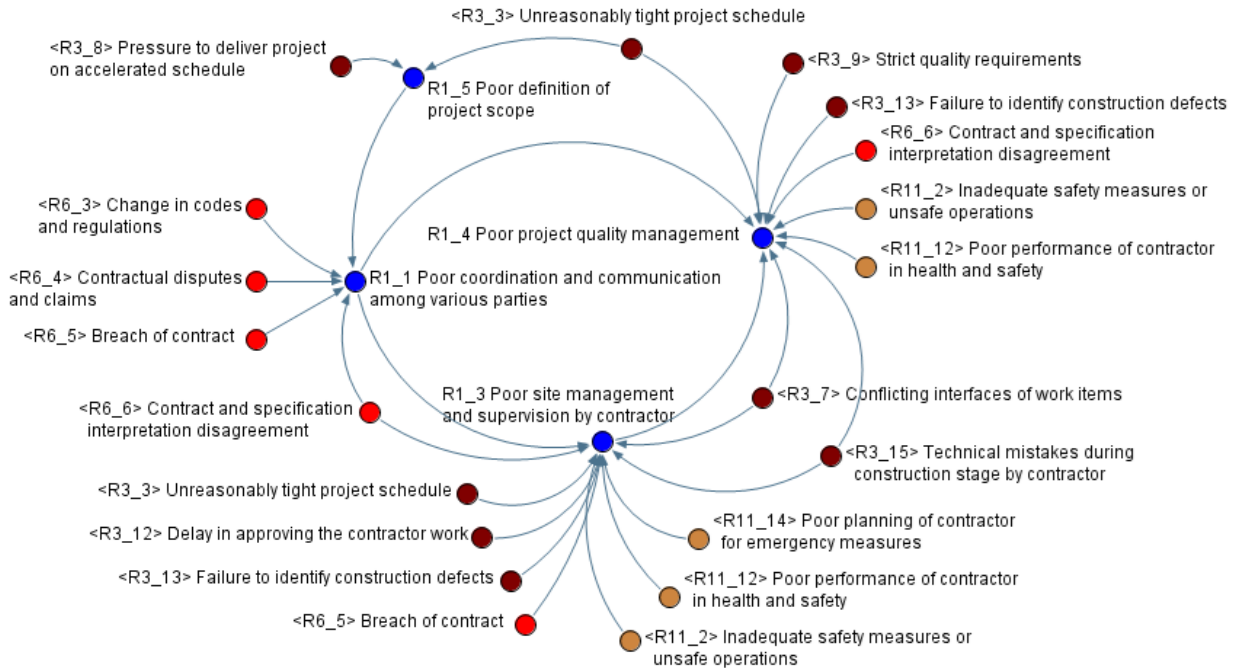 <R3_3> Unreasonably tight project schedule
<R3_8> Pressure to deliver project
on accelerated schedule
<R3_9> Strict quality requirements
R1_5 Poor definition of
project scope
<R3_13> Failure to identify construction defects
<R6_6> Contract and specification
interpretation disagreement
<R11_2> Inadequate safety measures or
unsafe operations
<R6_3> Change in codes
and regulations
R1_4 Poor project quality management
<R11_12> Poor performance of contractor
in health and safety
<R6_4> Contractual disputes
and claims
R1_1 Poor coordination and communication
among various parties
<R6_5> Breach of contract
R1_3 Poor site management
and supervision by contractor
<R3_7> Conflicting interfaces of work items
<R6_6> Contract and specification
interpretation disagreement
<R3_15> Technical mistakes during
construction stage by contractor
<R3_3> Unreasonably tight project schedule
<R3_12> Delay in approving the contractor work
<R11_14> Poor planning of contractor
for emergency measures
<R3_13> Failure to identify construction defects
<R11_12> Poor performance of contractor
in health and safety
<R6_5> Breach of contract
<R11_2> Inadequate safety measures or
unsafe operations